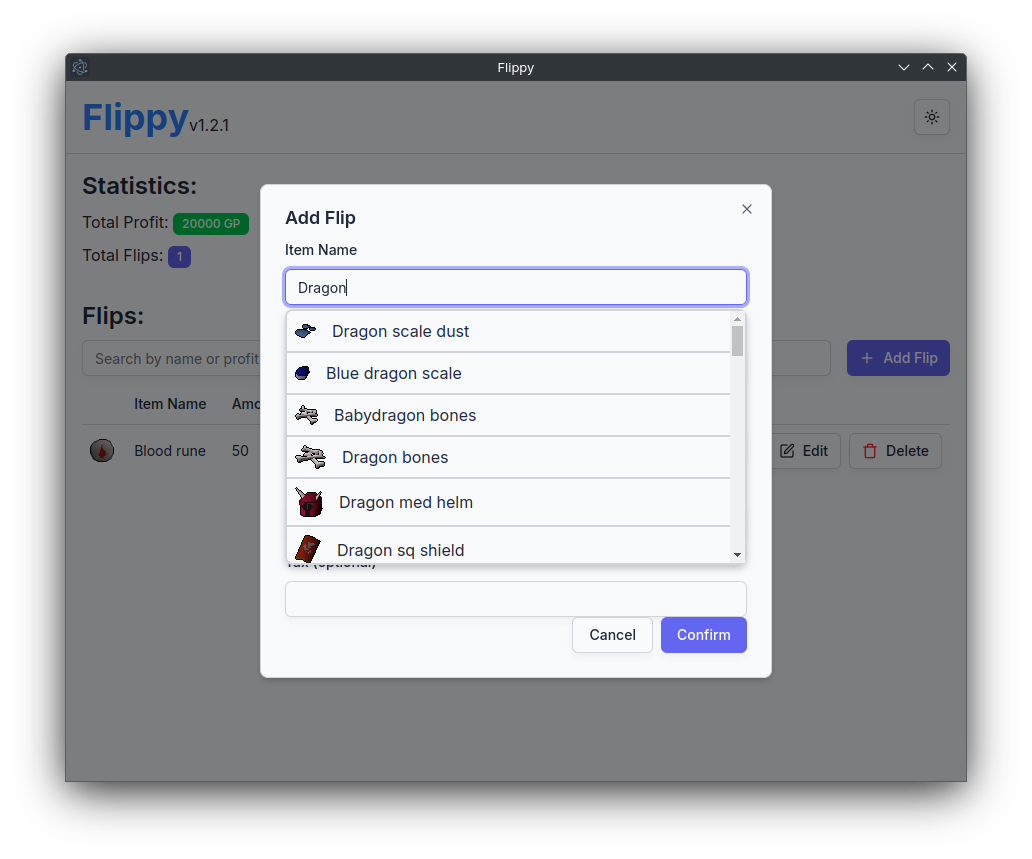 Flippy
Flippy v1.2.1
Statistics:
Total Profit: 20000 GP
Total Flips: 1
Flips:
Search by name or profit
Add Flip
Item Name Amo
Blood rune 50 Edit Delete
Add Flip
Item Name
Dragon
Dragon scale dust
Blue dragon scale
Babydragon bones
Dragon bones
Dragon med helm
Dragon sq shield
Tax (optional)
Cancel Confirm